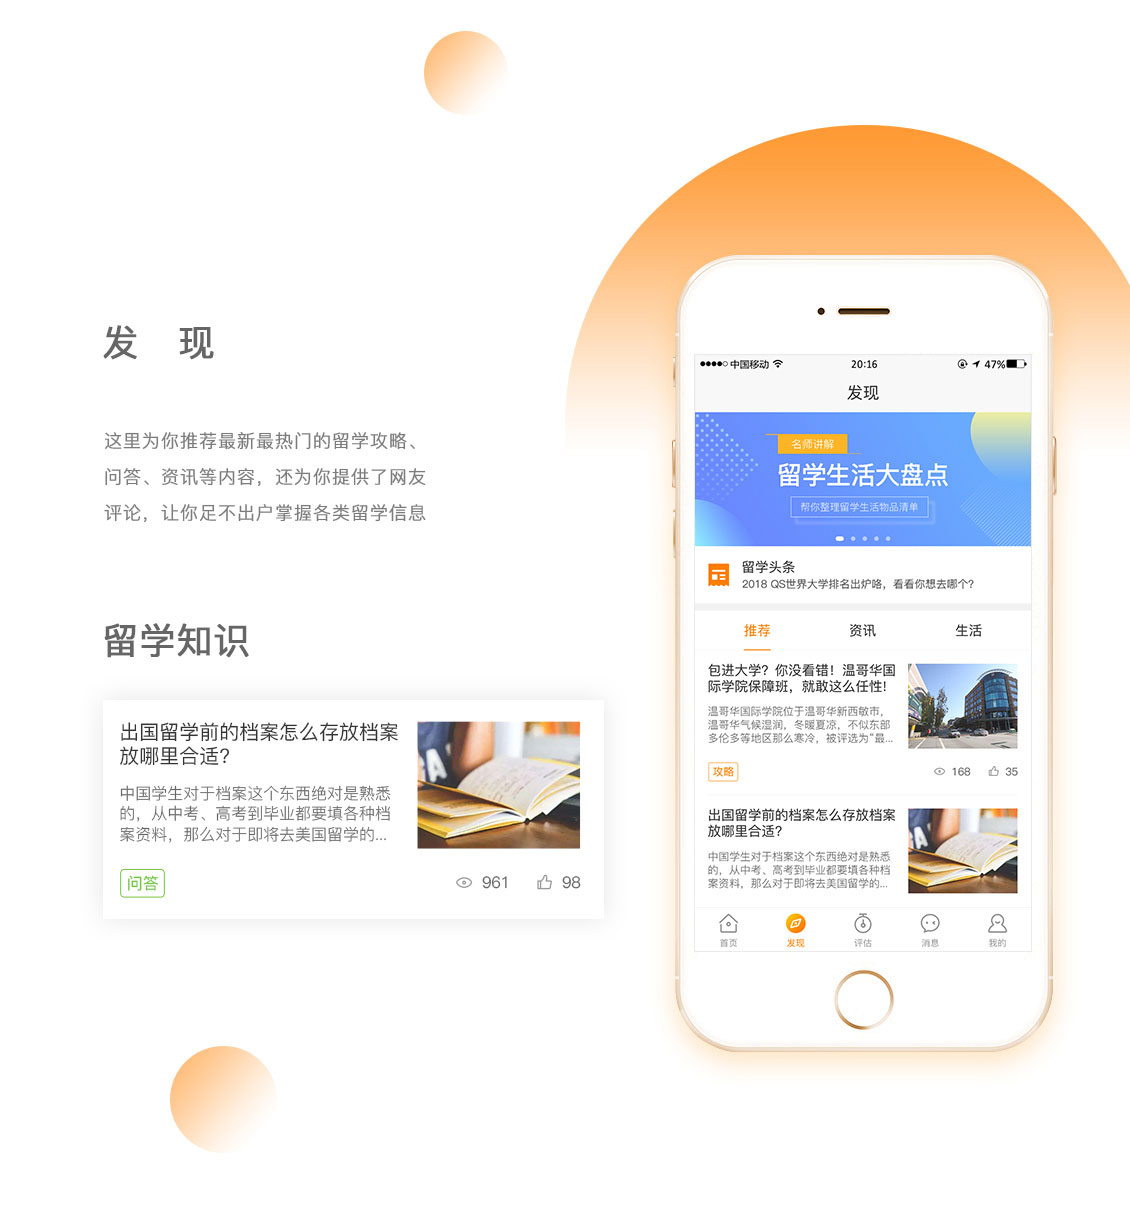 发 现
这里为你推荐最新最热门的留学攻略、
问答、资讯等内容，还为你提供了网友
评论，让你足不出户掌握各类留学信息
留学知识
出国留学前的档案怎么存放档案
放哪里合适？
中国学生对于档案这个东西绝对是熟悉
的，从中考、高考到毕业都要填各种档
案资料，那么对于即将去美国留学的...
问答
961 98
中国移动 20:16 47%
发现
名师讲解
留学生活大盘点
帮你整理留学生活物品清单
留学头条
2018 QS世界大学排名出炉咯，看看你想去哪个？
推荐 资讯 生活
包进大学？你没看错！温哥华国
际学院保障班，就敢这么任性！
温哥华国际学院位于温哥华新西敏市，
温哥华气候湿润，冬暖夏凉，不似东部
多伦多等地区那么寒冷，被评选为“最...
攻略
168 35
出国留学前的档案怎么存放档案
放哪里合适？
中国学生对于档案这个东西绝对是熟悉
的，从中考、高考到毕业都要填各种档
案资料，那么对于即将去美国留学的...
首页 发现 评估 消息 我的